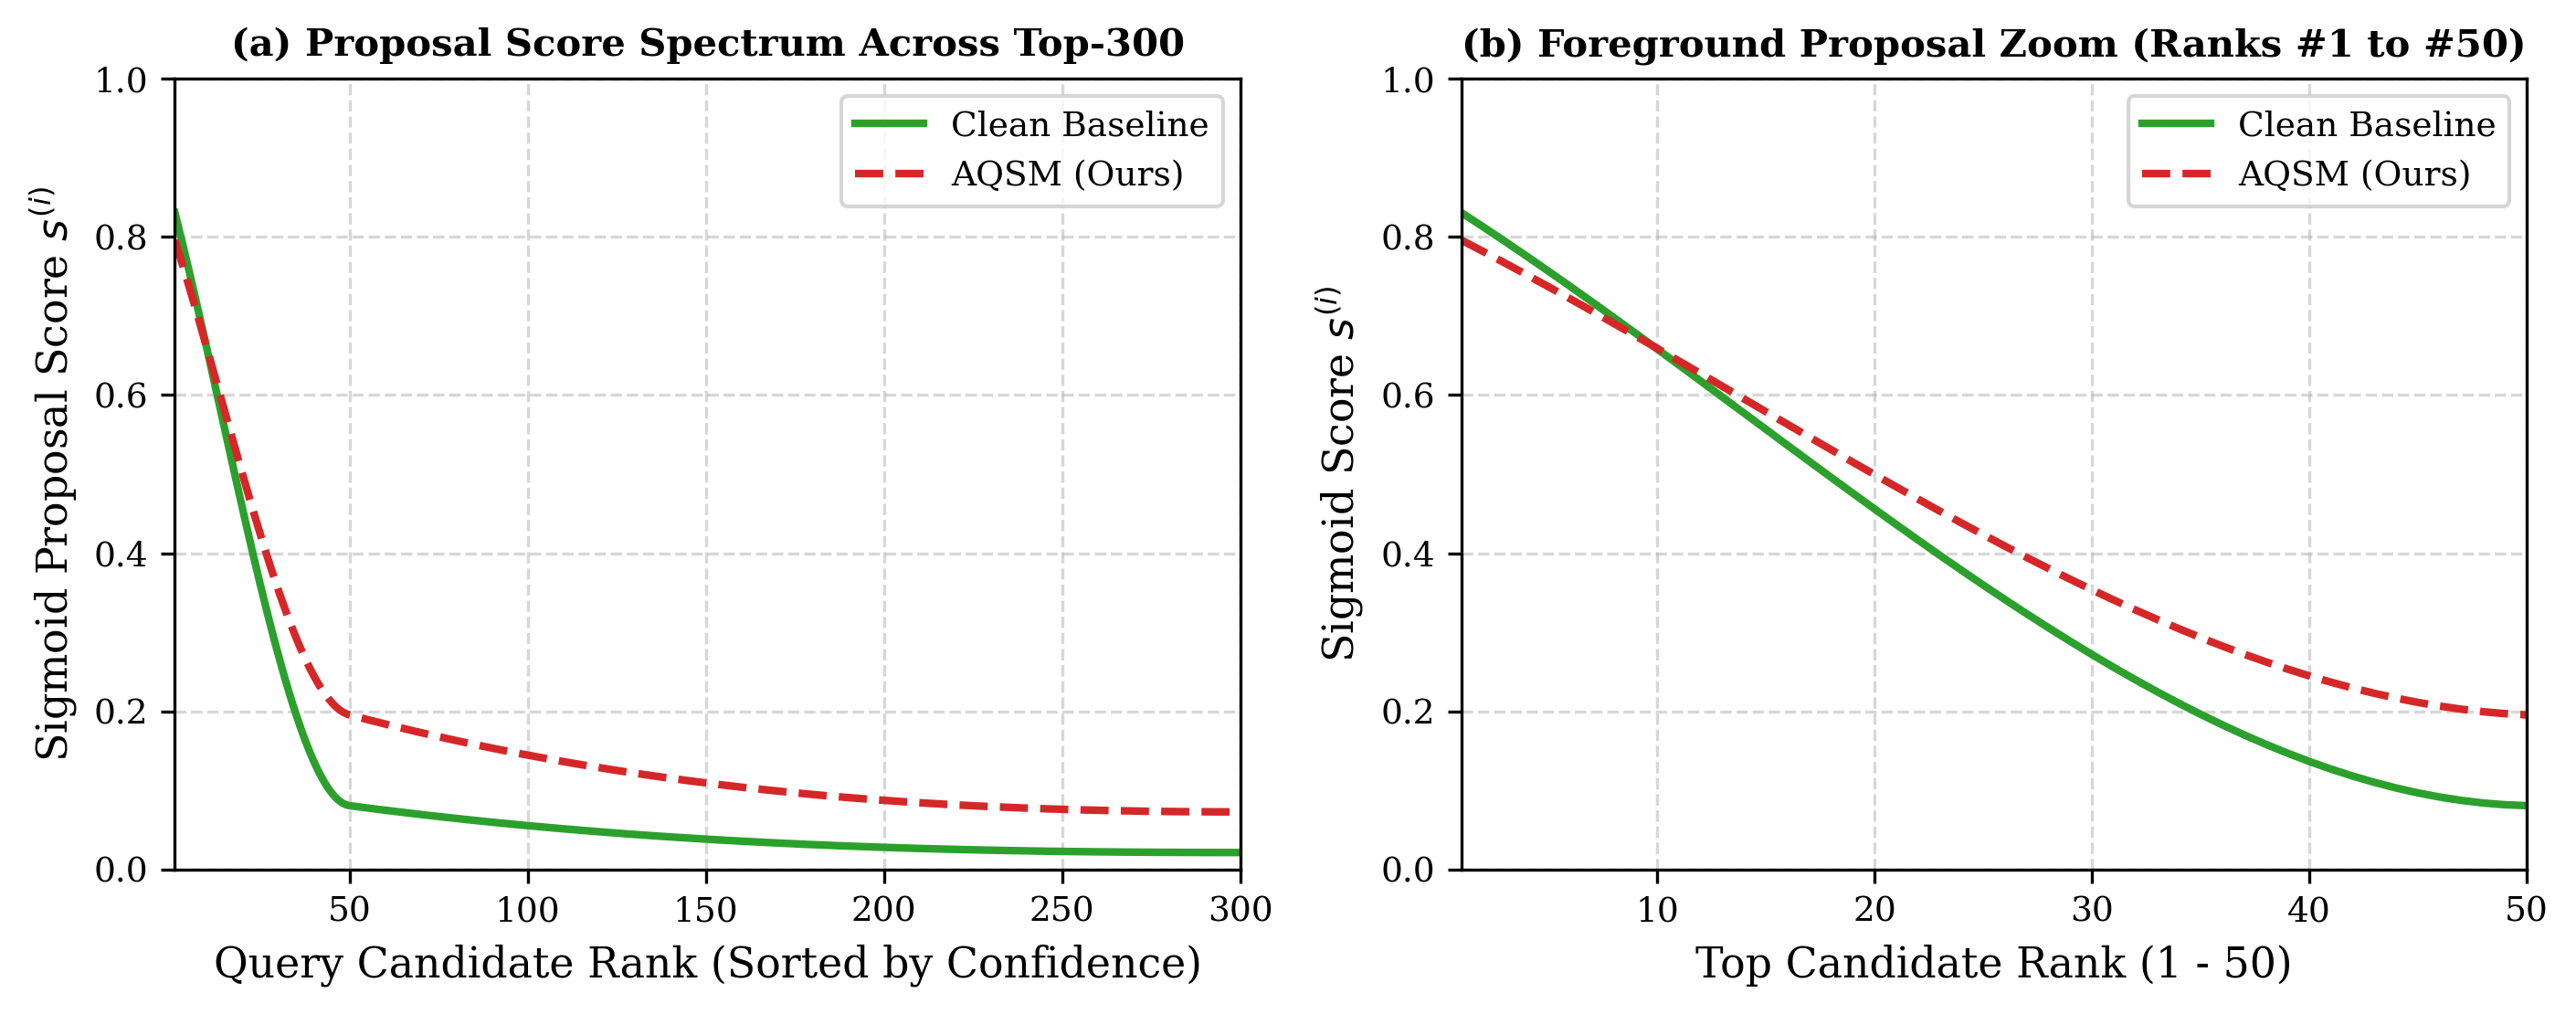 (a) Proposal Score Spectrum Across Top-300
Sigmoid Proposal Score s^(i)
1.0
0.8
0.6
0.4
0.2
0.0
Clean Baseline
AQSM (Ours)
50 100 150 200 250 300
Query Candidate Rank (Sorted by Confidence)
(b) Foreground Proposal Zoom (Ranks #1 to #50)
Sigmoid Score s^(i)
1.0
0.8
0.6
0.4
0.2
0.0
Clean Baseline
AQSM (Ours)
10 20 30 40 50
Top Candidate Rank (1 - 50)